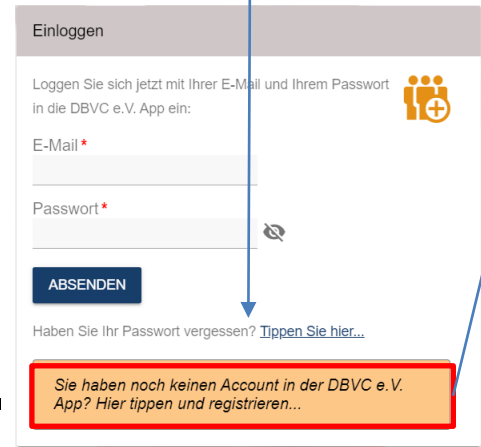 Einloggen
Loggen Sie sich jetzt mit Ihrer E-Mail und Ihrem Passwort
in die DBVC e.V. App ein:
E-Mail *
Passwort *
ABSENDEN
Haben Sie Ihr Passwort vergessen? Tippen Sie hier...
Sie haben noch keinen Account in der DBVC e.V.
App? Hier tippen und registrieren...